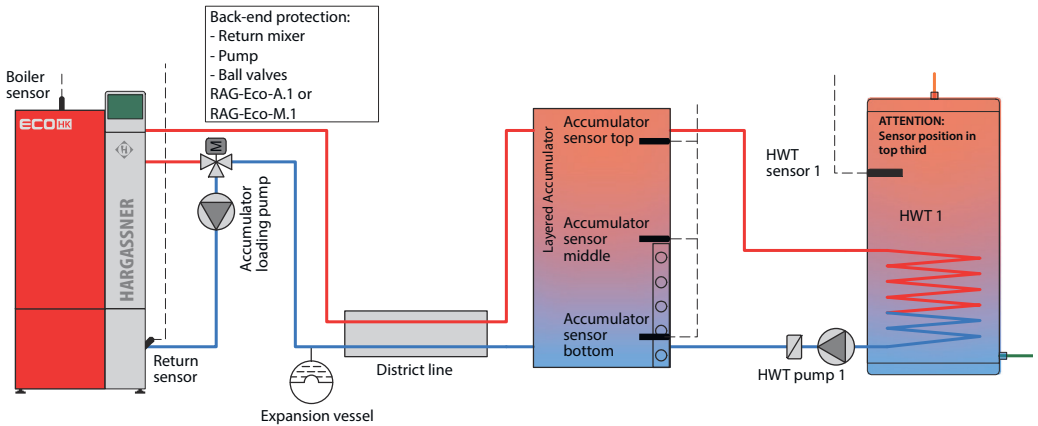 Back-end protection:
- Return mixer
- Pump
- Ball valves
RAG-Eco-A.1 or
RAG-Eco-M.1
Boiler
sensor
ECO HK
H
HARGASSNER
M
Accumulator
loading pump
Return
sensor
Expansion vessel
District line
Layered Accumulator
Accumulator
sensor top
Accumulator
sensor
middle
Accumulator
sensor
bottom
HWT
sensor 1
ATTENTION:
Sensor position in
top third
HWT 1
HWT pump 1